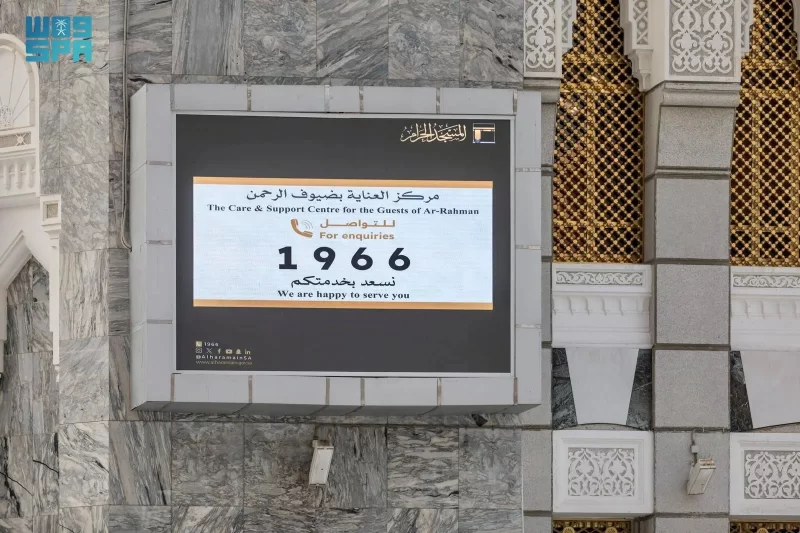 واس
SPA
المسجد الحرام
مركز العناية بضيوف الرحمن
The Care & Support Centre for the Guests of Ar-Rahman
للتواصل
For enquiries
1966
نسعد بخدمتكم
We are happy to serve you
1966
@AlharamainSA